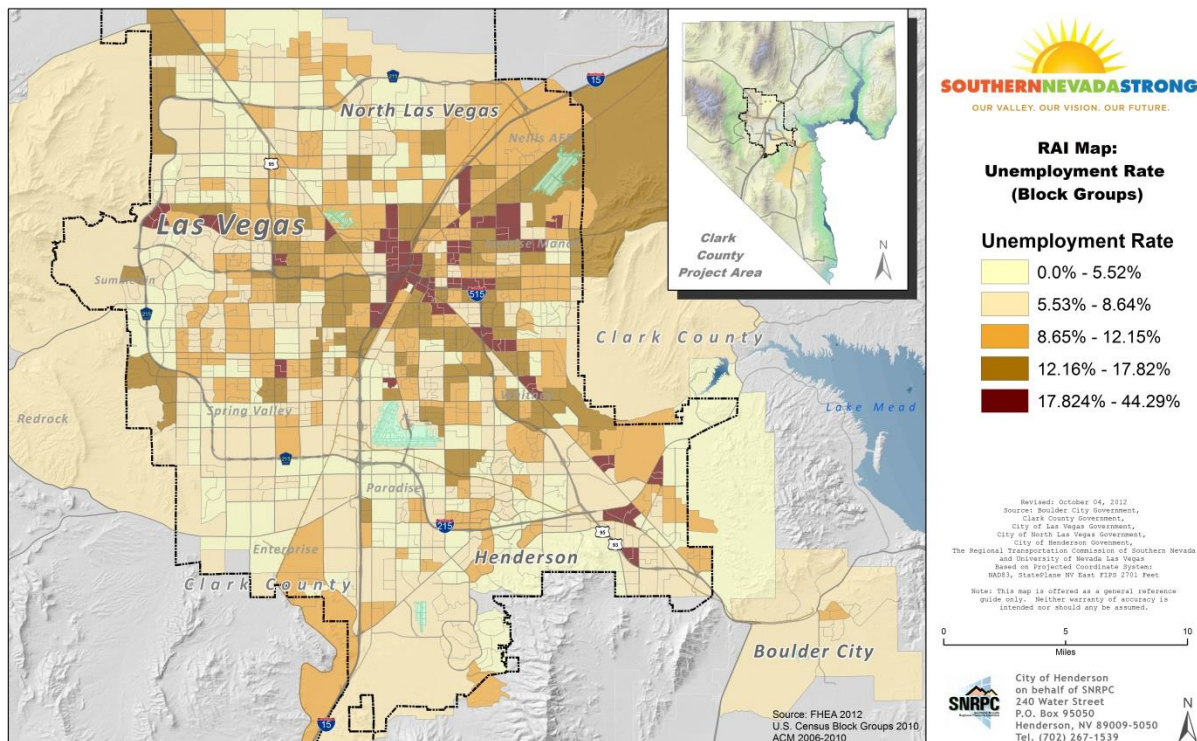 North Las Vegas
Nellis AFB
Las Vegas
Sunrise Manor
Summerlin
Clark County
Redrock
Spring Valley
Whitney
Lake Mead
Paradise
Enterprise
Henderson
Clark County
Boulder City
215
15
95
515
215
215
215
95
93
15
Clark
County
Project Area
N
Source: FHEA 2012
U.S. Census Block Groups 2010
ACM 2006-2010
SOUTHERNNEVADASTRONG
OUR VALLEY. OUR VISION. OUR FUTURE.
RAI Map:
Unemployment Rate
(Block Groups)
Unemployment Rate
0.0% - 5.52%
5.53% - 8.64%
8.65% - 12.15%
12.16% - 17.82%
17.824% - 44.29%
Revised: October 04, 2012
Source: Boulder City Government,
Clark County Government,
City of Las Vegas Government,
City of North Las Vegas Government,
City of Henderson Govenment,
The Regional Transportation Commission of Southern Nevada
and University of Nevada Las Vegas
Based on Projected Coordinate System:
NAD83, StatePlane NV East FIPS 2701 Feet
Note: This map is offered as a general reference
guide only. Neither warranty of accuracy is
intended nor should any be assumed.
0 5 10
Miles
SNRPC
City of Henderson
on behalf of SNRPC
240 Water Street
P.O. Box 95050
Henderson, NV 89009-5050
Tel. (702) 267-1539
N